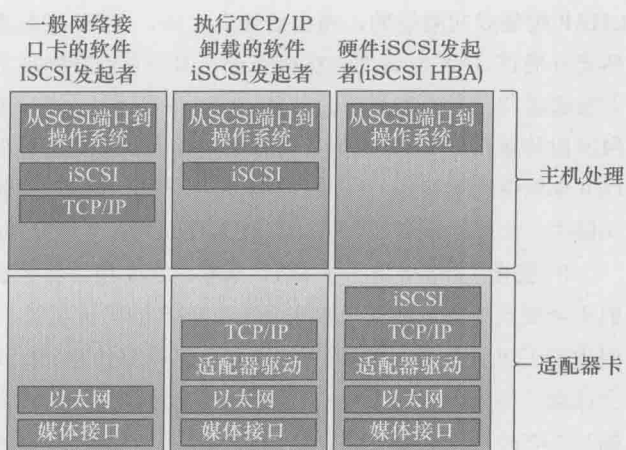 一般网络接
口卡的软件
ISCSI发起者
执行TCP/IP
卸载的软件
iSCSI发起者
硬件iSCSI发起
者(iSCSI HBA)
从SCSI端口到
操作系统
iSCSI
TCP/IP
从SCSI端口到
操作系统
iSCSI
从SCSI端口到
操作系统
主机处理
以太网
媒体接口
TCP/IP
适配器驱动
以太网
媒体接口
iSCSI
TCP/IP
适配器驱动
以太网
媒体接口
适配器卡